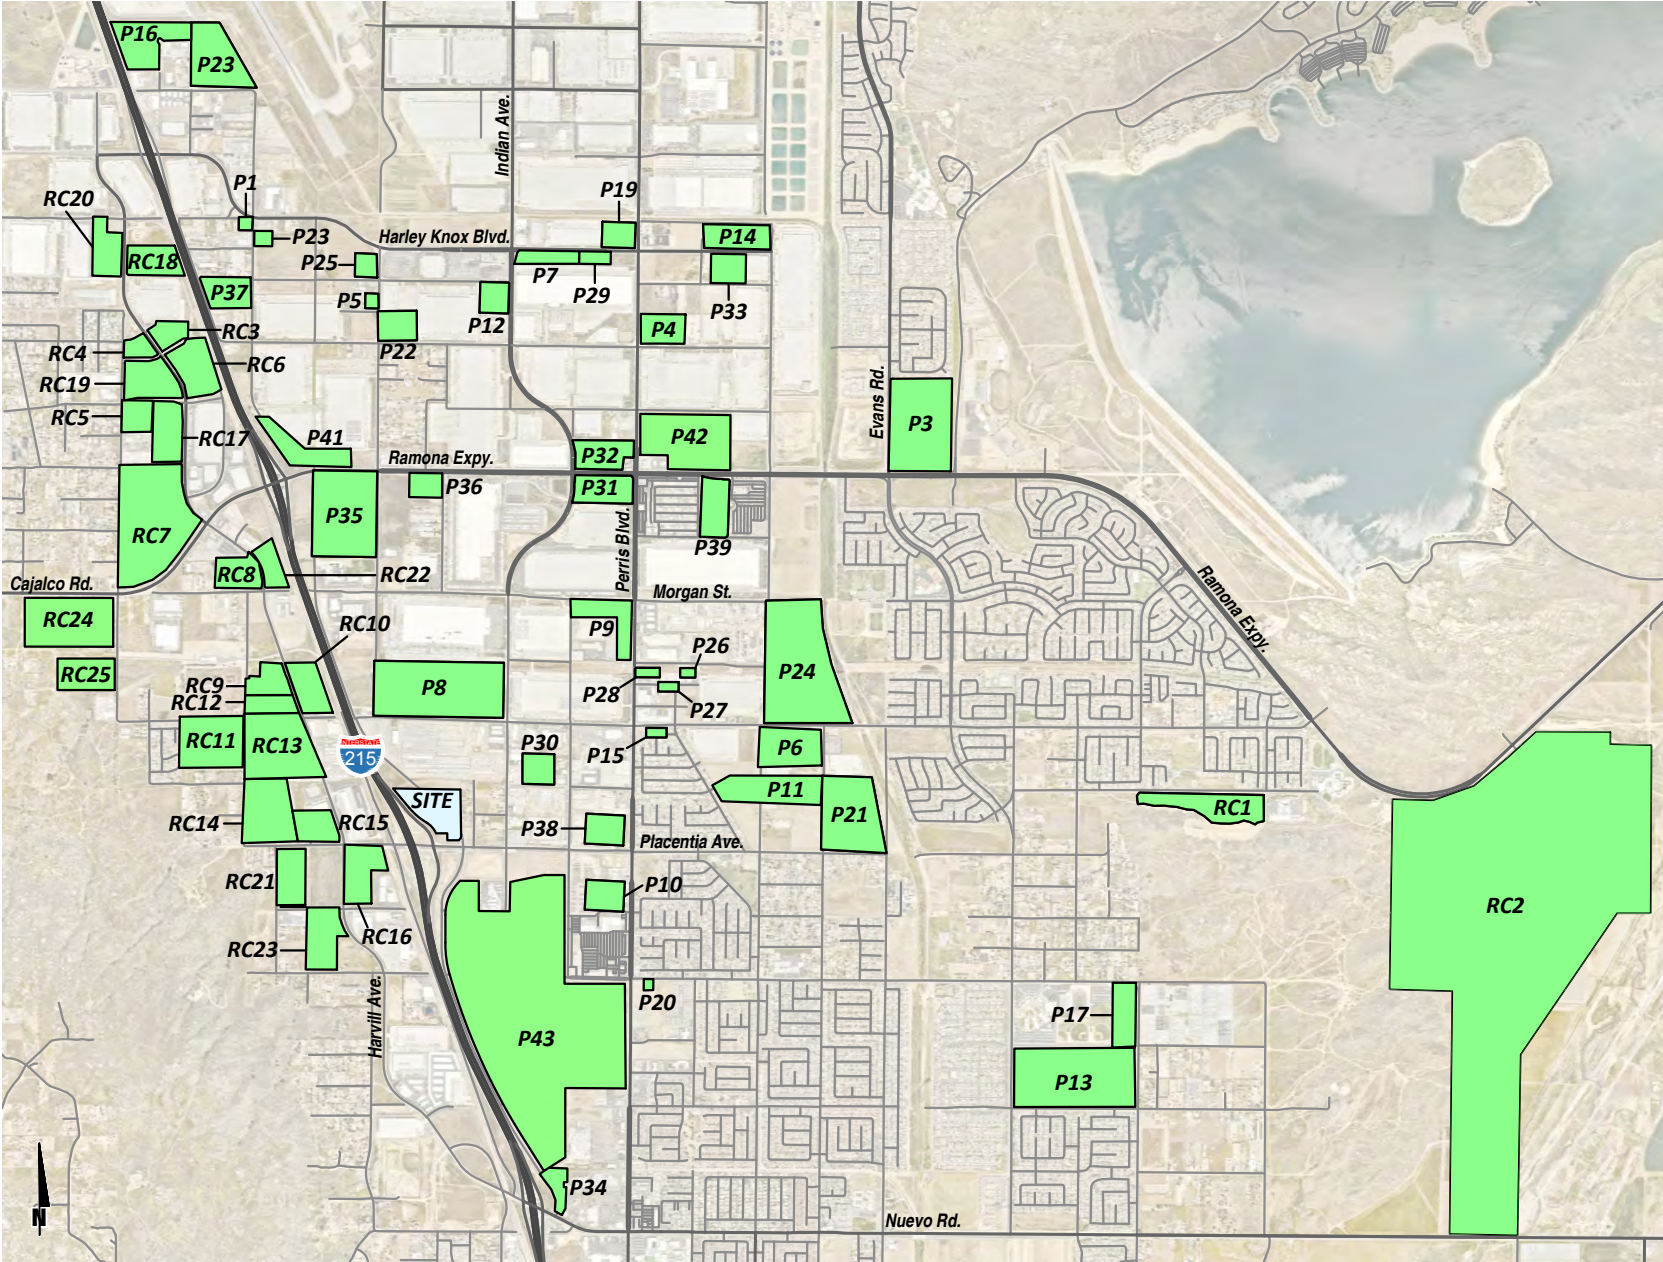 P16
P23
Indian Ave.
P1
P19
RC20
P23
Harley Knox Blvd.
P14
RC18
P25
P7
P29
P37
P5
P12
P33
RC3
P4
RC4
P22
RC6
RC19
Evans Rd.
RC5
P3
RC17
P41
P42
Ramona Expy.
P32
P36
P31
P35
RC7
P39
Perris Blvd.
RC8
RC22
Cajalco Rd.
Morgan St.
Ramona Expy.
RC24
RC10
P9
P26
RC25
RC9
P8
P24
RC12
P28
P27
RC11
RC13
INTERSTATE
215
P30
P15
P6
SITE
P11
RC1
RC14
RC15
P38
P21
Placentia Ave.
RC21
P10
RC2
RC16
RC23
Harvill Ave.
P20
P17
P43
P13
P34
N
Nuevo Rd.